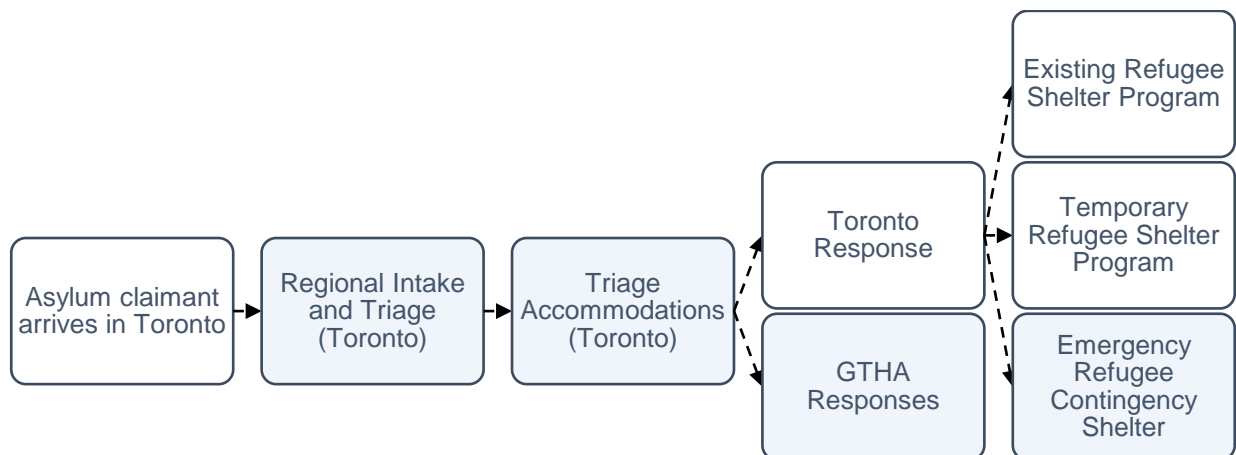 Asylum claimant
arrives in Toronto
Regional Intake
and Triage
(Toronto)
Triage
Accommodations
(Toronto)
Toronto
Response
GTHA
Responses
Existing Refugee
Shelter Program
Temporary
Refugee Shelter
Program
Emergency
Refugee
Contingency
Shelter